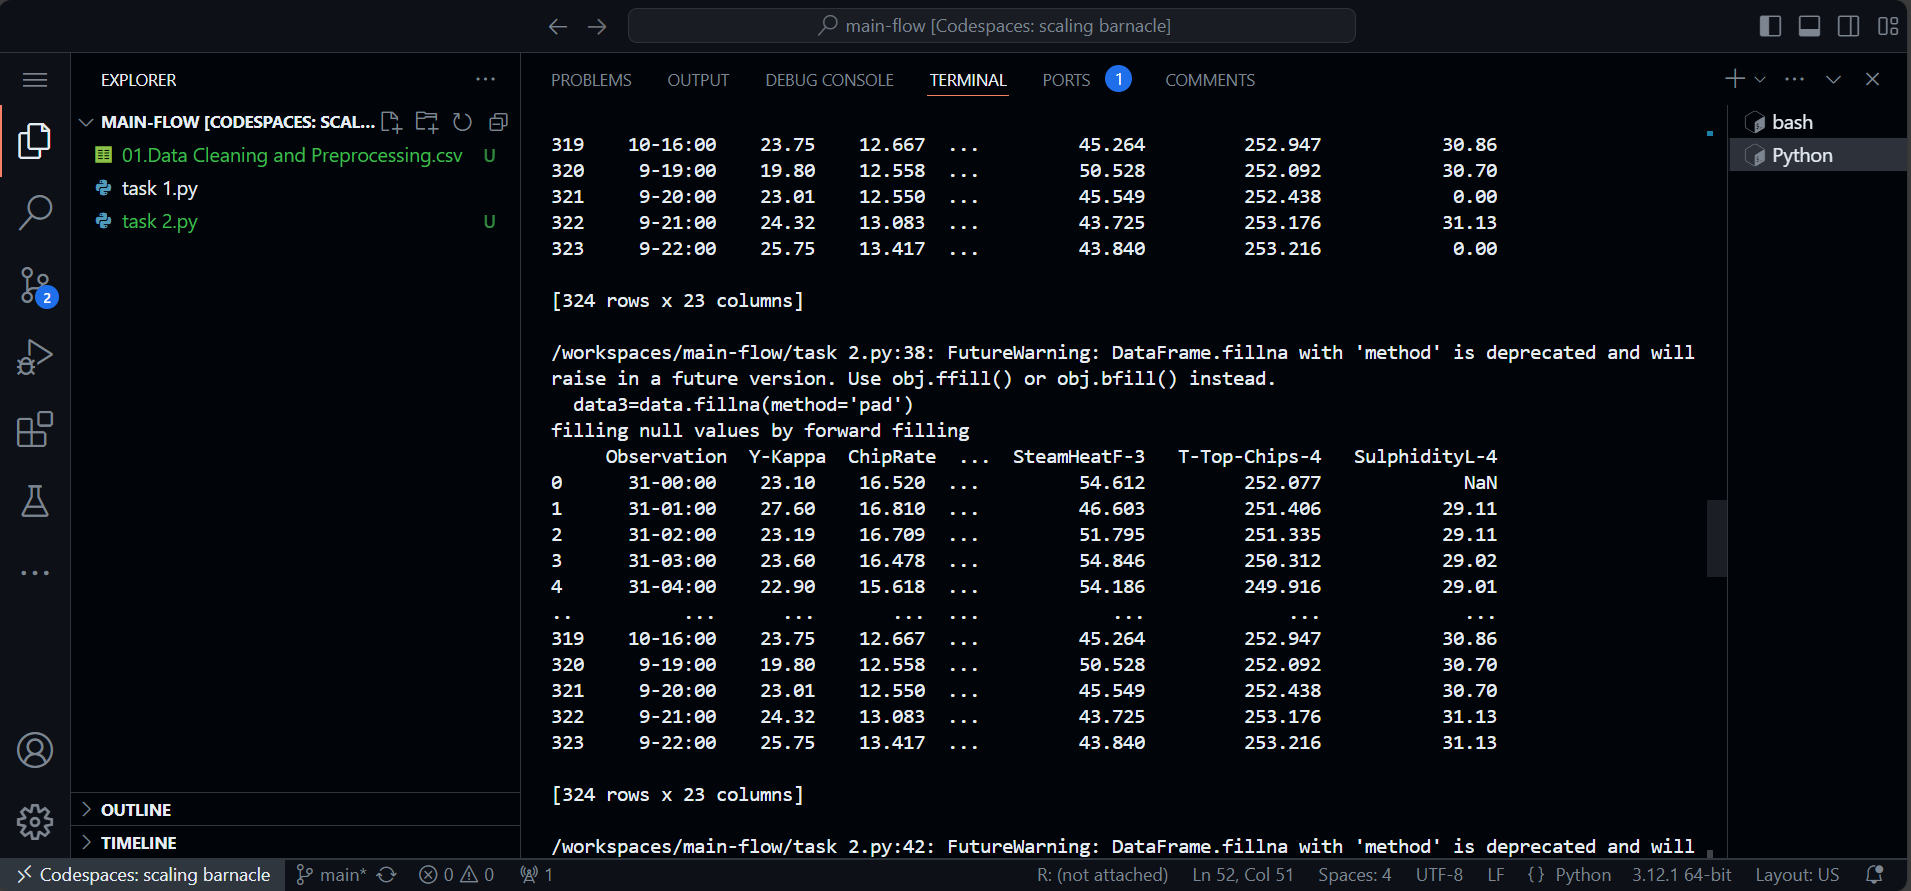 main-flow [Codespaces: scaling barnacle]
EXPLORER
MAIN-FLOW [CODESPACES: SCAL...
01.Data Cleaning and Preprocessing.csv U
task 1.py
task 2.py U
2
OUTLINE
TIMELINE
PROBLEMS OUTPUT DEBUG CONSOLE TERMINAL PORTS 1 COMMENTS
bash
Python
319 10-16:00 23.75 12.667 ... 45.264 252.947 30.86
320 9-19:00 19.80 12.558 ... 50.528 252.092 30.70
321 9-20:00 23.01 12.550 ... 45.549 252.438 0.00
322 9-21:00 24.32 13.083 ... 43.725 253.176 31.13
323 9-22:00 25.75 13.417 ... 43.840 253.216 0.00
[324 rows x 23 columns]
/workspaces/main-flow/task 2.py:38: FutureWarning: DataFrame.fillna with 'method' is deprecated and will
raise in a future version. Use obj.ffill() or obj.bfill() instead.
data3=data.fillna(method='pad')
filling null values by forward filling
Observation Y-Kappa ChipRate ... SteamHeatF-3 T-Top-Chips-4 SulphidityL-4
0 31-00:00 23.10 16.520 ... 54.612 252.077 NaN
1 31-01:00 27.60 16.810 ... 46.603 251.406 29.11
2 31-02:00 23.19 16.709 ... 51.795 251.335 29.11
3 31-03:00 23.60 16.478 ... 54.846 250.312 29.02
4 31-04:00 22.90 15.618 ... 54.186 249.916 29.01
.. ... ... ... ... ... ... ...
319 10-16:00 23.75 12.667 ... 45.264 252.947 30.86
320 9-19:00 19.80 12.558 ... 50.528 252.092 30.70
321 9-20:00 23.01 12.550 ... 45.549 252.438 30.70
322 9-21:00 24.32 13.083 ... 43.725 253.176 31.13
323 9-22:00 25.75 13.417 ... 43.840 253.216 31.13
[324 rows x 23 columns]
/workspaces/main-flow/task 2.py:42: FutureWarning: DataFrame.fillna with 'method' is deprecated and will
Codespaces: scaling barnacle main* 0 0 1 R: (not attached) Ln 52, Col 51 Spaces: 4 UTF-8 LF {} Python 3.12.1 64-bit Layout: US